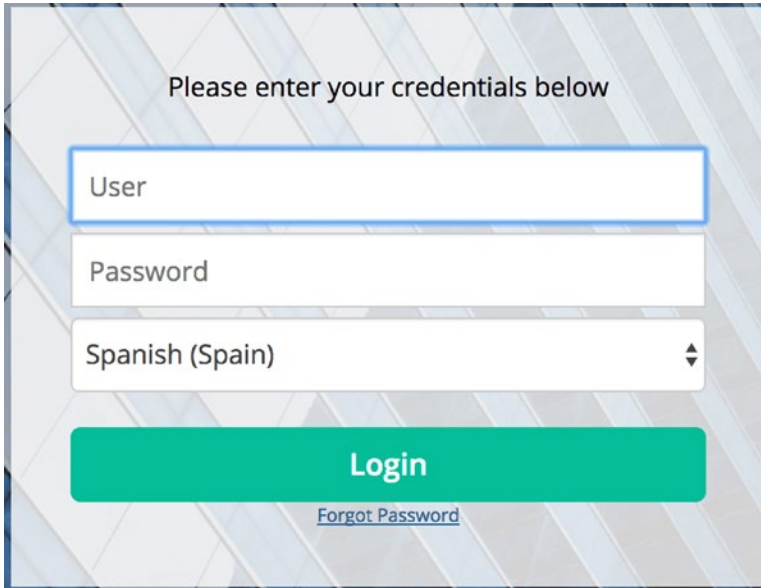 Please enter your credentials below
User
Password
Spanish (Spain)
Login
Forgot Password